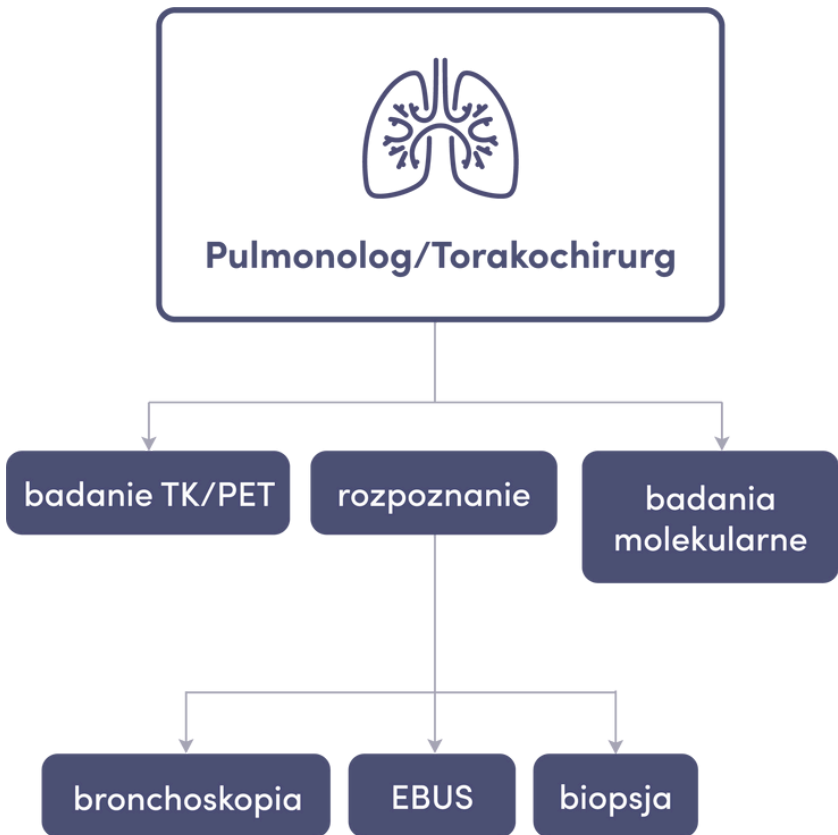 Pulmonolog/Torakochirurg
badanie TK/PET
rozpoznanie
badania
molekularne
bronchoskopia
EBUS
biopsja